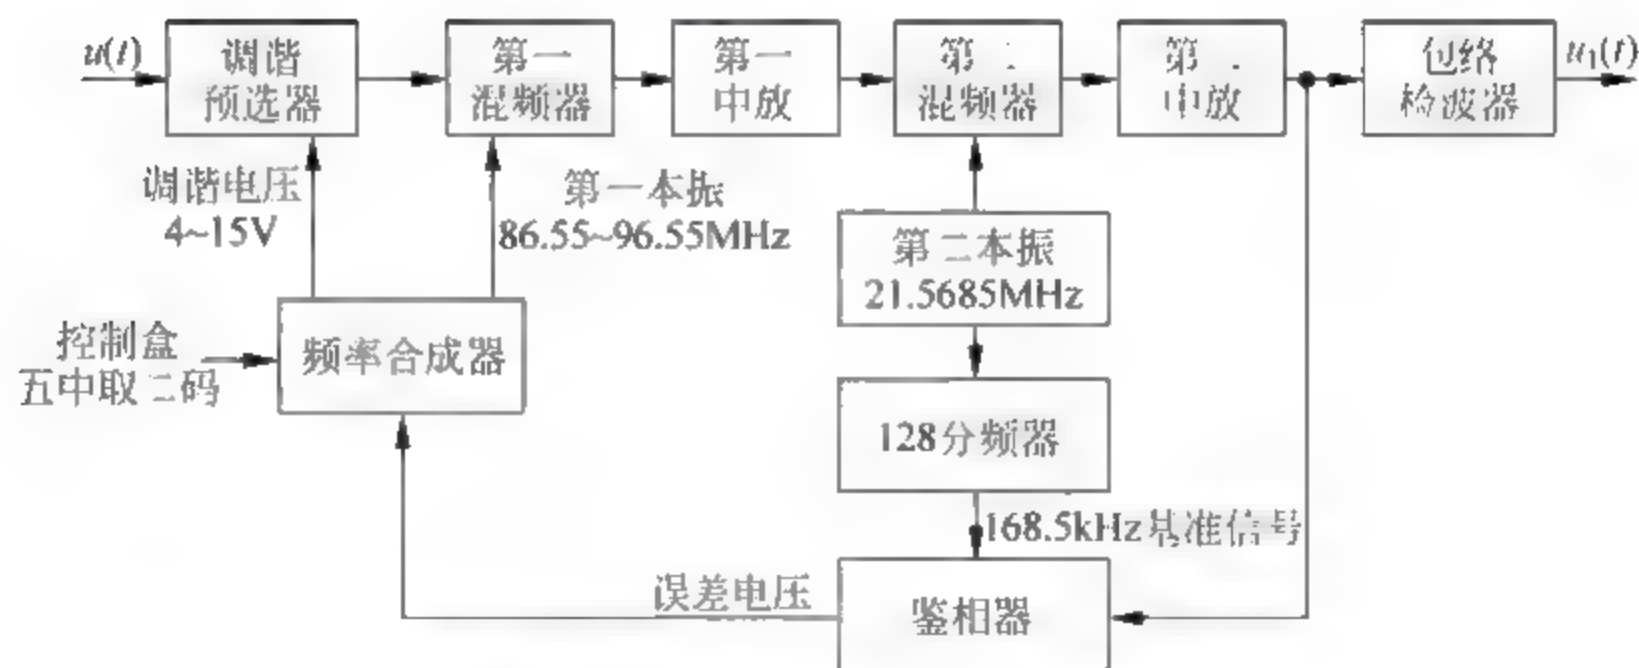 u(t)
调谐
预选器
第一
混频器
第一
中放
第二
混频器
第二
中放
包络
检波器
u₁(t)
调谐电压
4~15V
第一本振
86.55~96.55MHz
第二本振
21.5685MHz
控制盒
五中取二码
频率合成器
128分频器
168.5kHz基准信号
误差电压
鉴相器